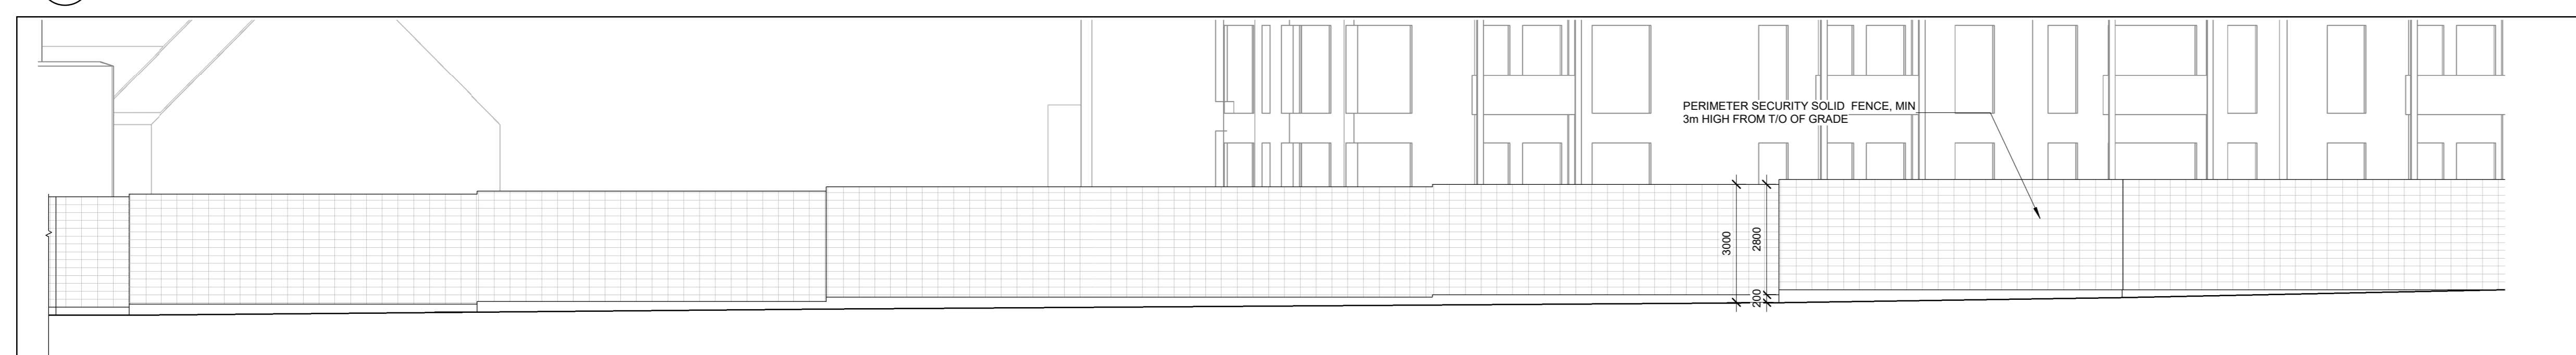 PERIMETER SECURITY SOLID FENCE, MIN
3m HIGH FROM T/O OF GRADE
3000
2800
200